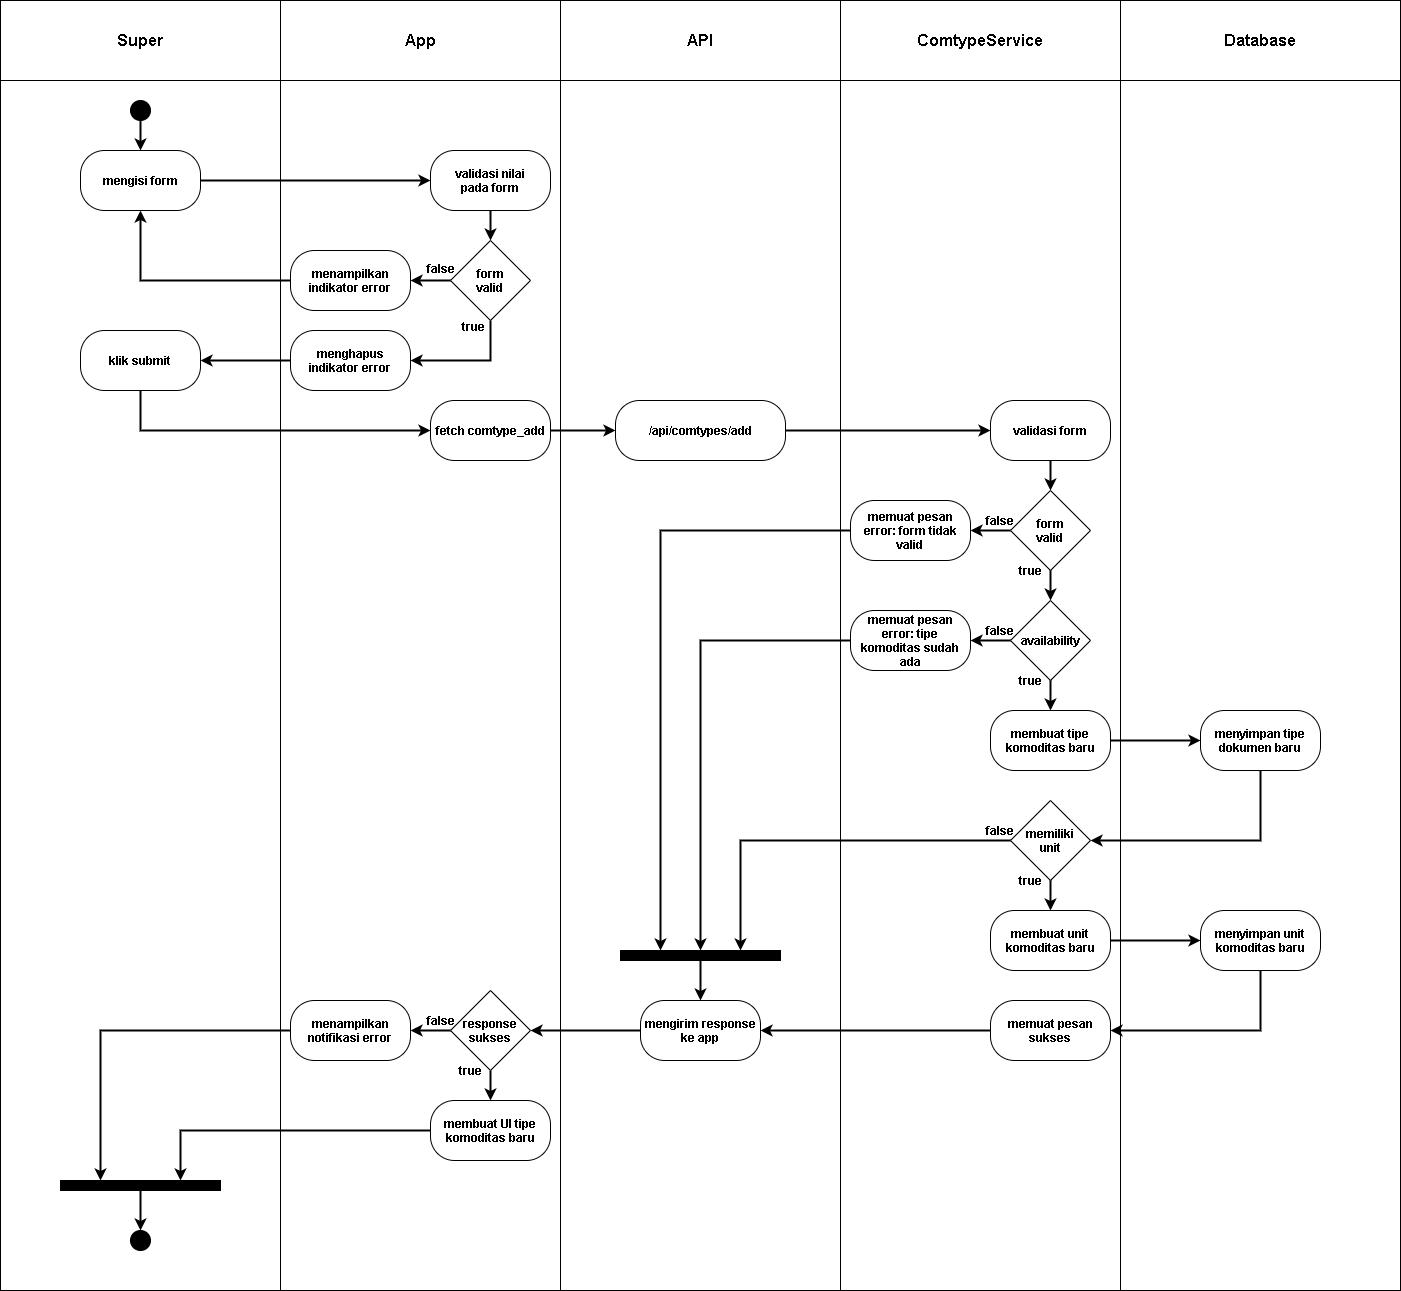 Super
App
API
ComtypeService
Database
mengisi form
validasi nilai
pada form
menampilkan
indikator error
false
form
valid
true
klik submit
menghapus
indikator error
fetch comtype_add
/api/comtypes/add
validasi form
memuat pesan
error: form tidak
valid
false
form
valid
true
memuat pesan
error: tipe
komoditas sudah
ada
false
availability
true
membuat tipe
komoditas baru
menyimpan tipe
dokumen baru
false
memiliki
unit
true
membuat unit
komoditas baru
menyimpan unit
komoditas baru
menampilkan
notifikasi error
false
response
sukses
true
mengirim response
ke app
memuat pesan
sukses
membuat UI tipe
komoditas baru